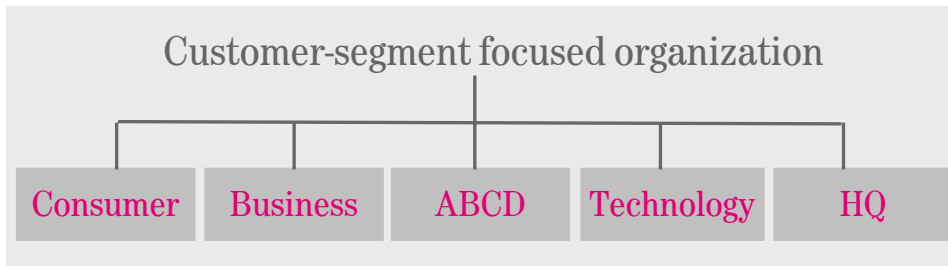 Customer-segment focused organization
Consumer Business ABCD Technology HQ